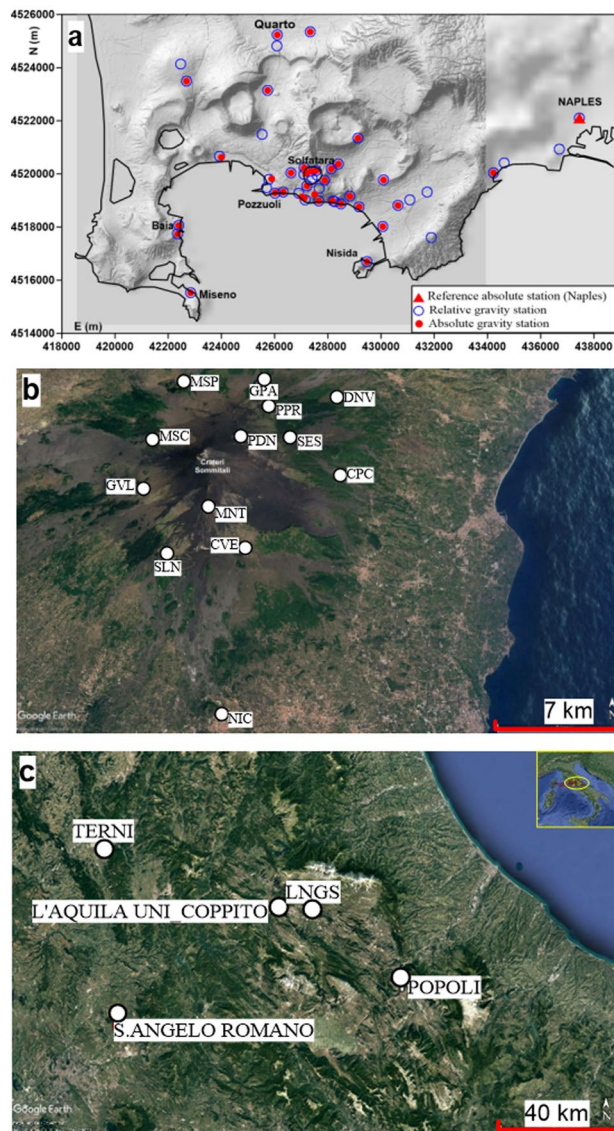 a
N (m)
4526000
4524000
4522000
4520000
4518000
4516000
4514000
Quarto
NAPLES
Solfatara
Pozzuoli
Baia
Nisida
Miseno
E (m)
Reference absolute station (Naples)
Relative gravity station
Absolute gravity station
418000 420000 422000 424000 426000 428000 430000 432000 434000 436000 438000
b
MSP
GPA
DNV
PPR
MSC
PDN
SES
Crateri
Sommitali
CPC
GVL
MNT
CVE
SLN
NIC
Google Earth
7 km
N
c
TERNI
LNGS
L'AQUILA UNI_COPPITO
POPOLI
S.ANGELO ROMANO
Google Earth
40 km
N